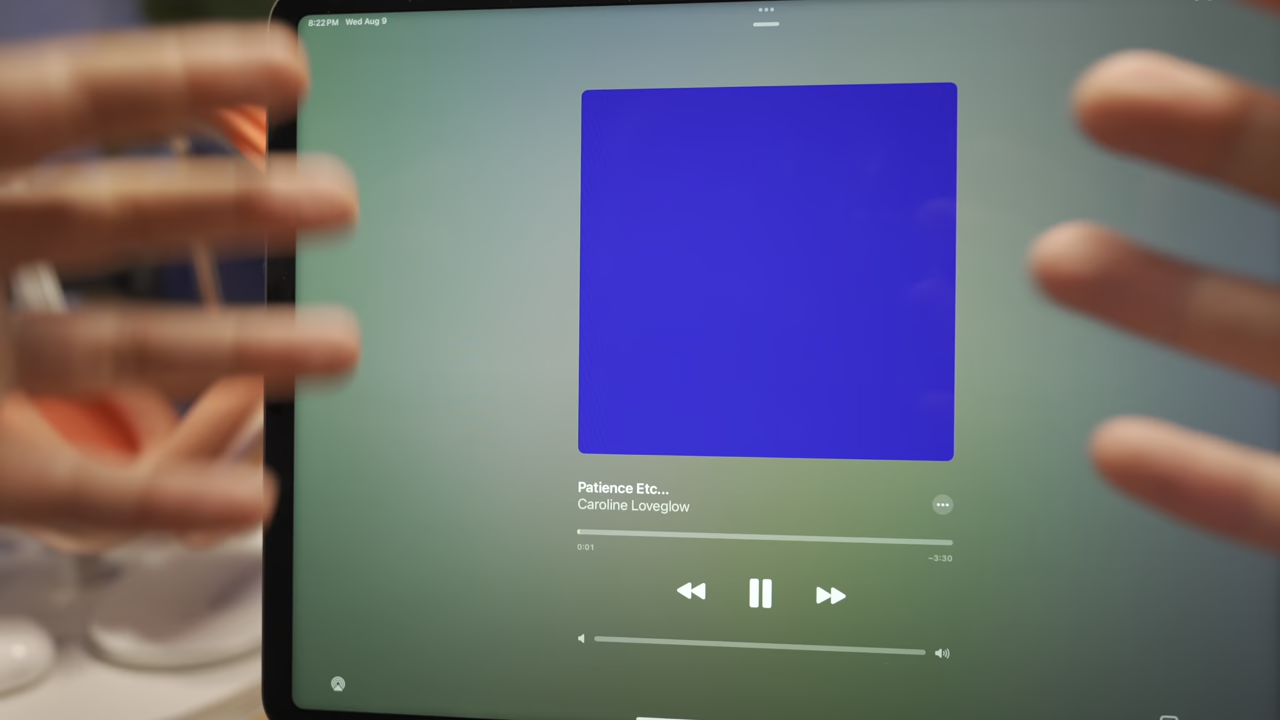 8:22 PM Wed Aug 9
Patience Etc...
Caroline Loveglow
0:01
−3:30